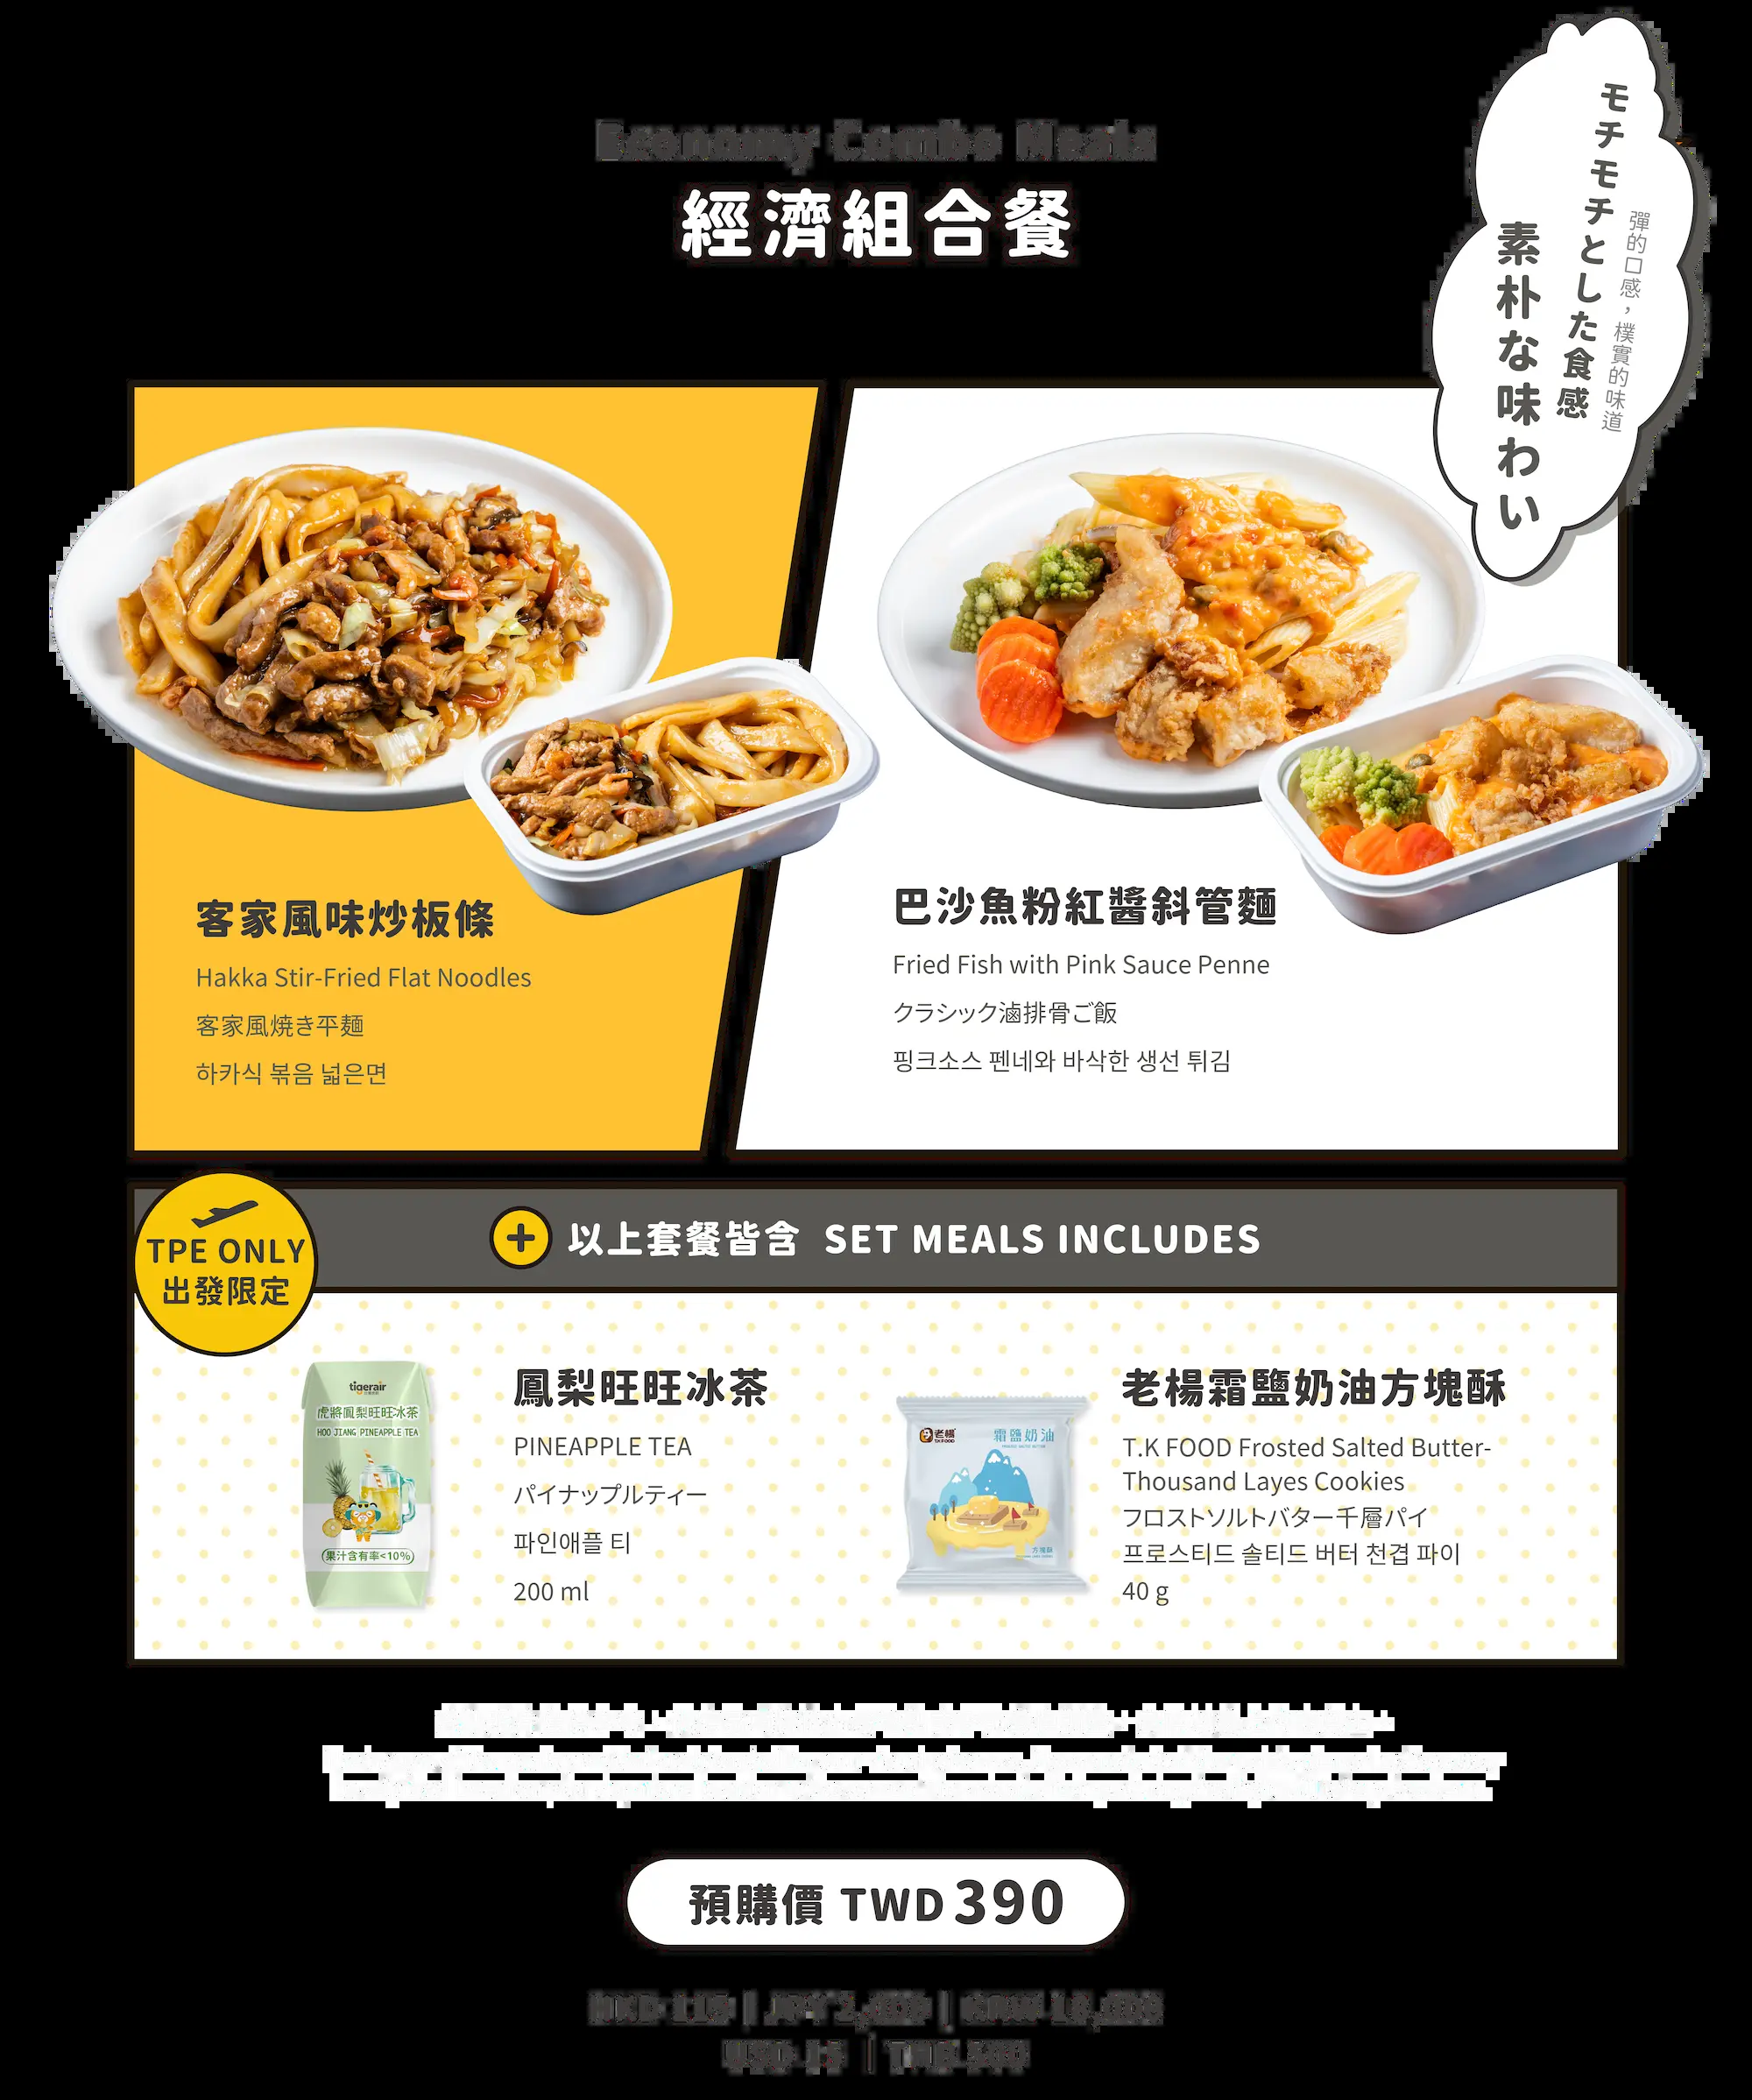 Economy Combo Meals
經濟組合餐
彈的口感，樸實的味道
モチモチとした食感
素朴な味わい
客家風味炒板條
Hakka Stir-Fried Flat Noodles
客家風焼き平麺
하카식 볶음 넓은면
巴沙魚粉紅醬斜管麵
Fried Fish with Pink Sauce Penne
クラシック滷排骨ご飯
핑크소스 펜네와 바삭한 생선 튀김
TPE ONLY
出發限定
以上套餐皆含 SET MEALS INCLUDES
tigerair
虎將鳳梨旺旺冰茶
HOO JIANG PINEAPPLE TEA
果汁含有率<10%
鳳梨旺旺冰茶
PINEAPPLE TEA
パイナップルティー
파인애플 티
200 ml
老楊
霜鹽奶油
方塊酥
老楊霜鹽奶油方塊酥
T.K FOOD Frosted Salted Butter-
Thousand Layes Cookies
フロストソルトバター千層パイ
프로스티드 솔티드 버터 천겹 파이
40 g
預購價 TWD 390